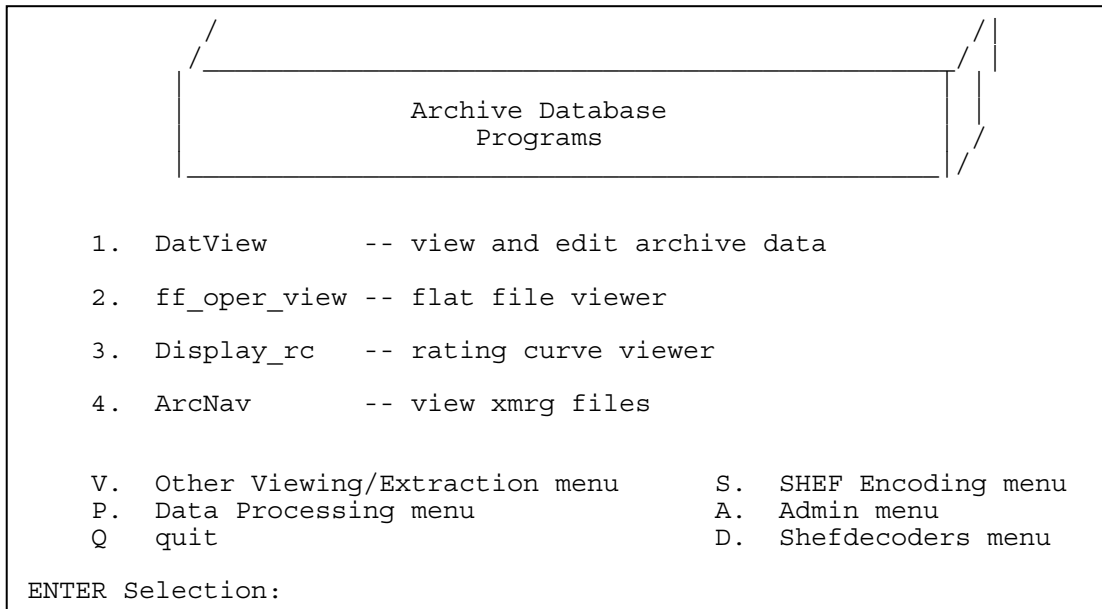 Archive Database
Programs
1. DatView -- view and edit archive data
2. ff_oper_view -- flat file viewer
3. Display_rc -- rating curve viewer
4. ArcNav -- view xmrg files
V. Other Viewing/Extraction menu S. SHEF Encoding menu
P. Data Processing menu A. Admin menu
Q quit D. Shefdecoders menu
ENTER Selection: